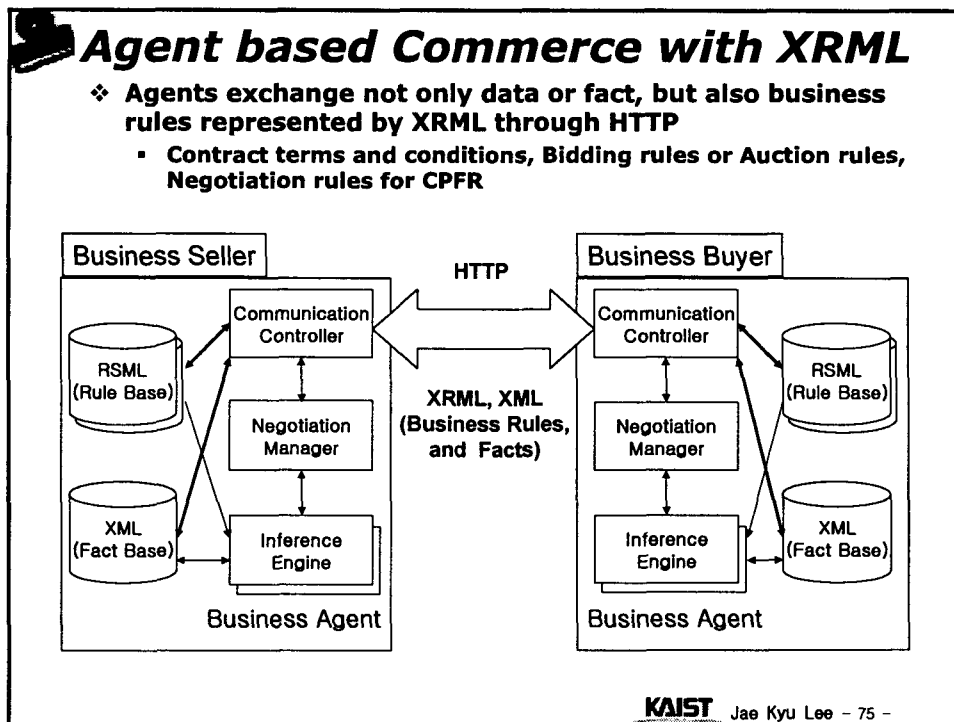 Agent based Commerce with XRML
❖ Agents exchange not only data or fact, but also business
rules represented by XRML through HTTP
▪ Contract terms and conditions, Bidding rules or Auction rules,
Negotiation rules for CPFR
Business Seller
Communication
Controller
RSML
(Rule Base)
Negotiation
Manager
XML
(Fact Base)
Inference
Engine
Business Agent
HTTP
XRML, XML
(Business Rules,
and Facts)
Business Buyer
Communication
Controller
RSML
(Rule Base)
Negotiation
Manager
Inference
Engine
XML
(Fact Base)
Business Agent
KAIST Jae Kyu Lee - 75 -